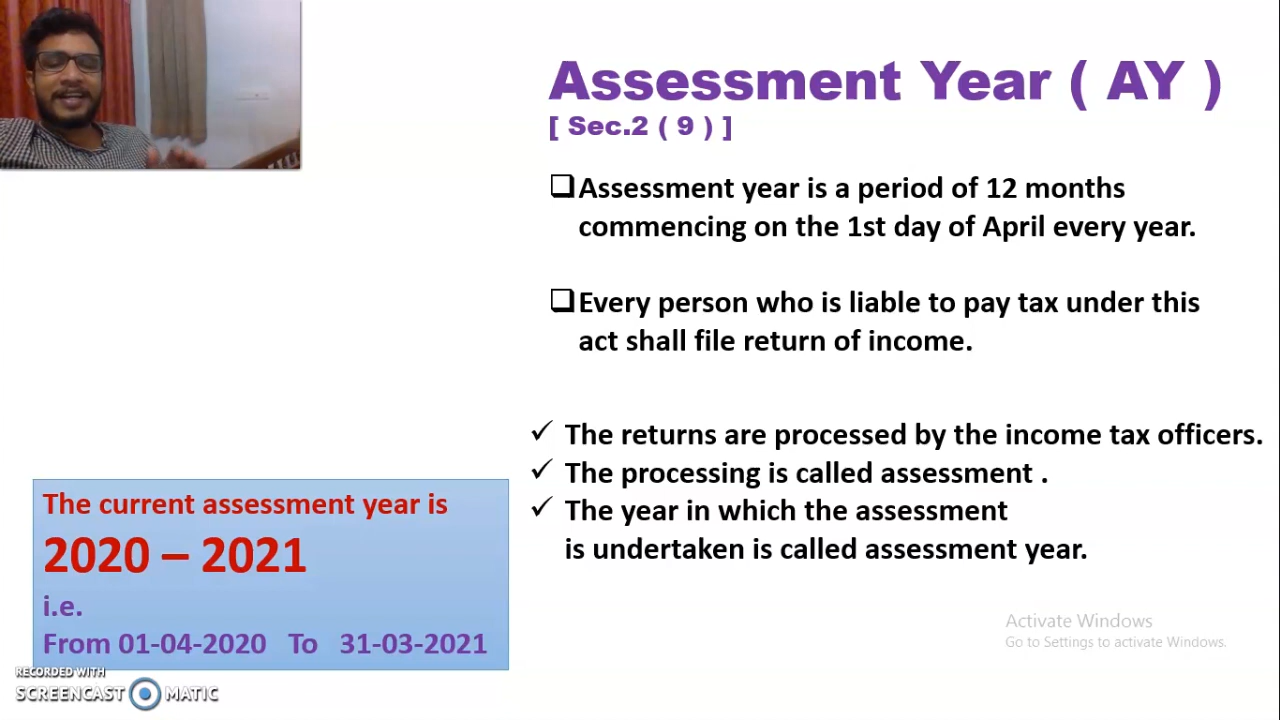 Assessment Year ( AY )
[ Sec.2 ( 9 ) ]
❑Assessment year is a period of 12 months
commencing on the 1st day of April every year.
❑Every person who is liable to pay tax under this
act shall file return of income.
✓ The returns are processed by the income tax officers.
✓ The processing is called assessment .
✓ The year in which the assessment
is undertaken is called assessment year.
The current assessment year is
2020 – 2021
i.e.
From 01-04-2020 To 31-03-2021
Activate Windows
Go to Settings to activate Windows.
RECORDED WITH
SCREENCAST MATIC